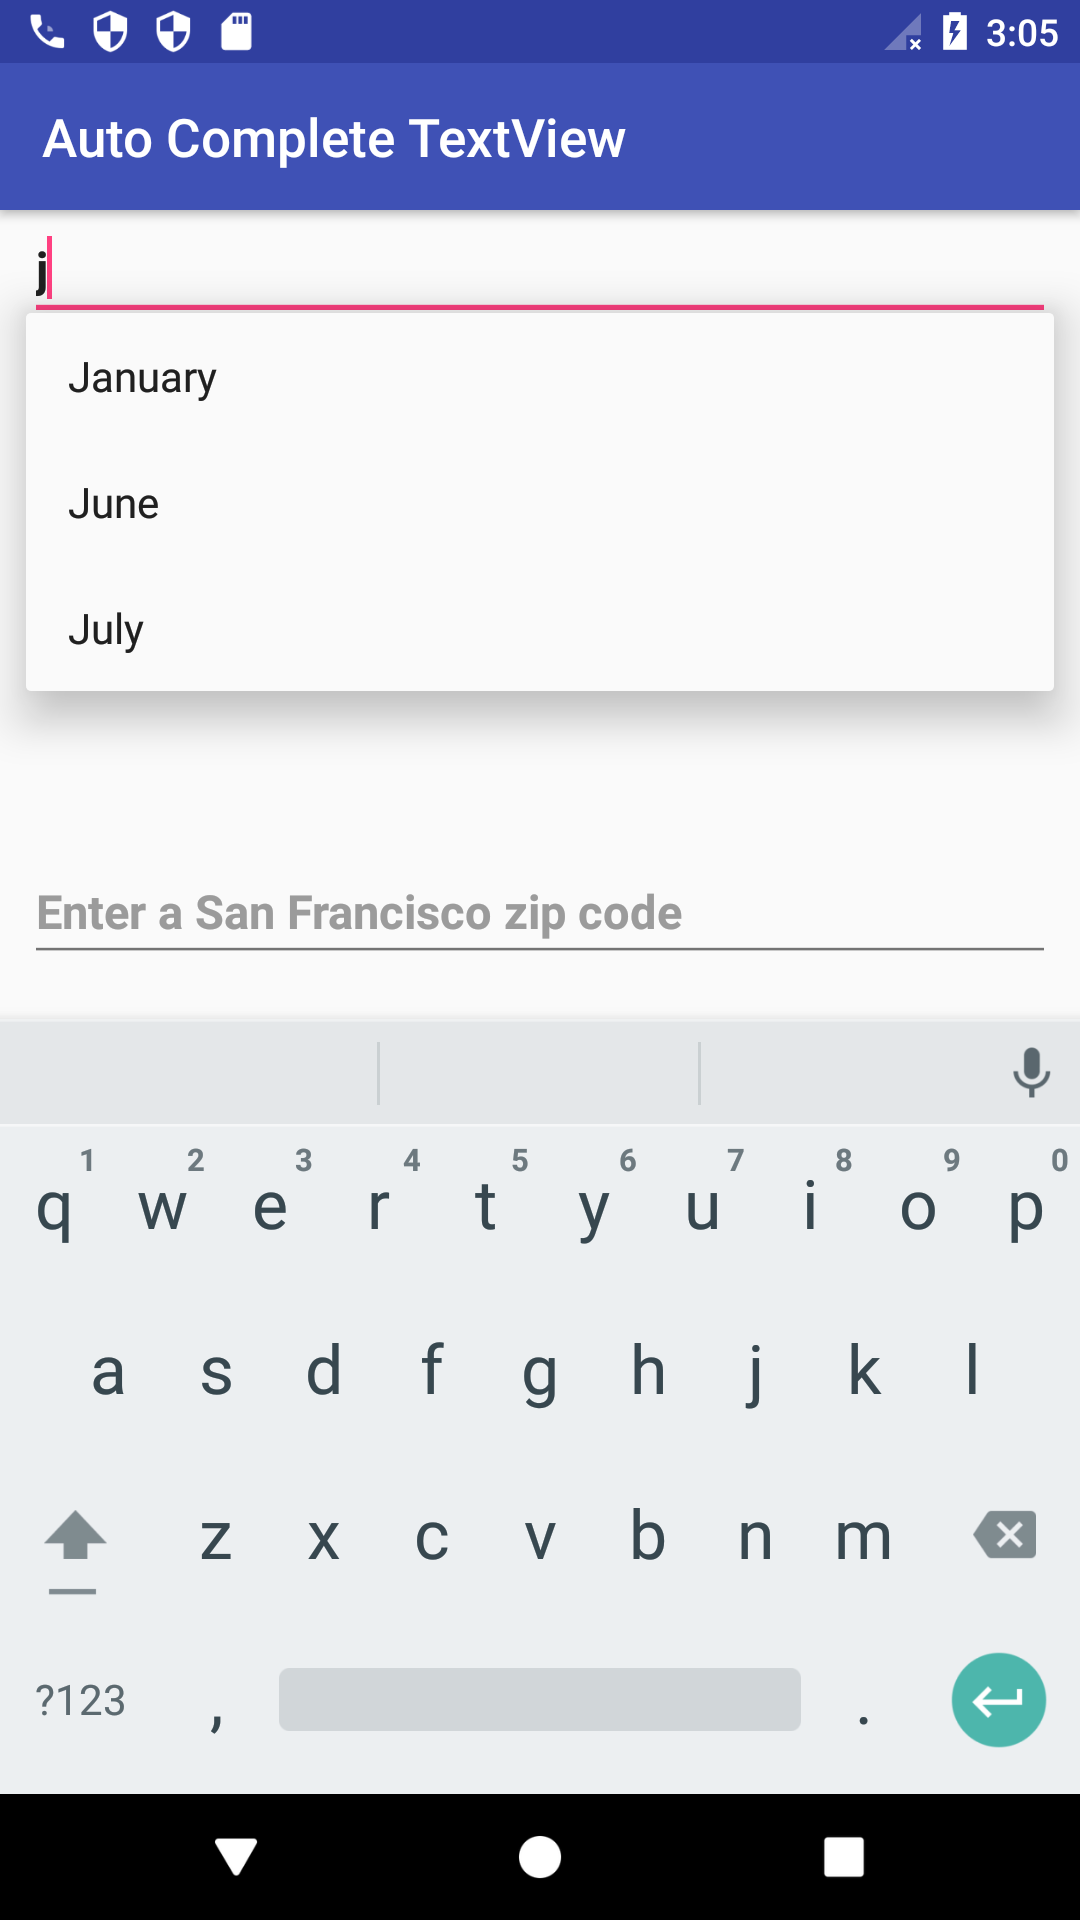 3:05
Auto Complete TextView
j
January
June
July
Enter a San Francisco zip code
1 2 3 4 5 6 7 8 9 0
q w e r t y u i o p
a s d f g h j k l
z x c v b n m
?123 , .